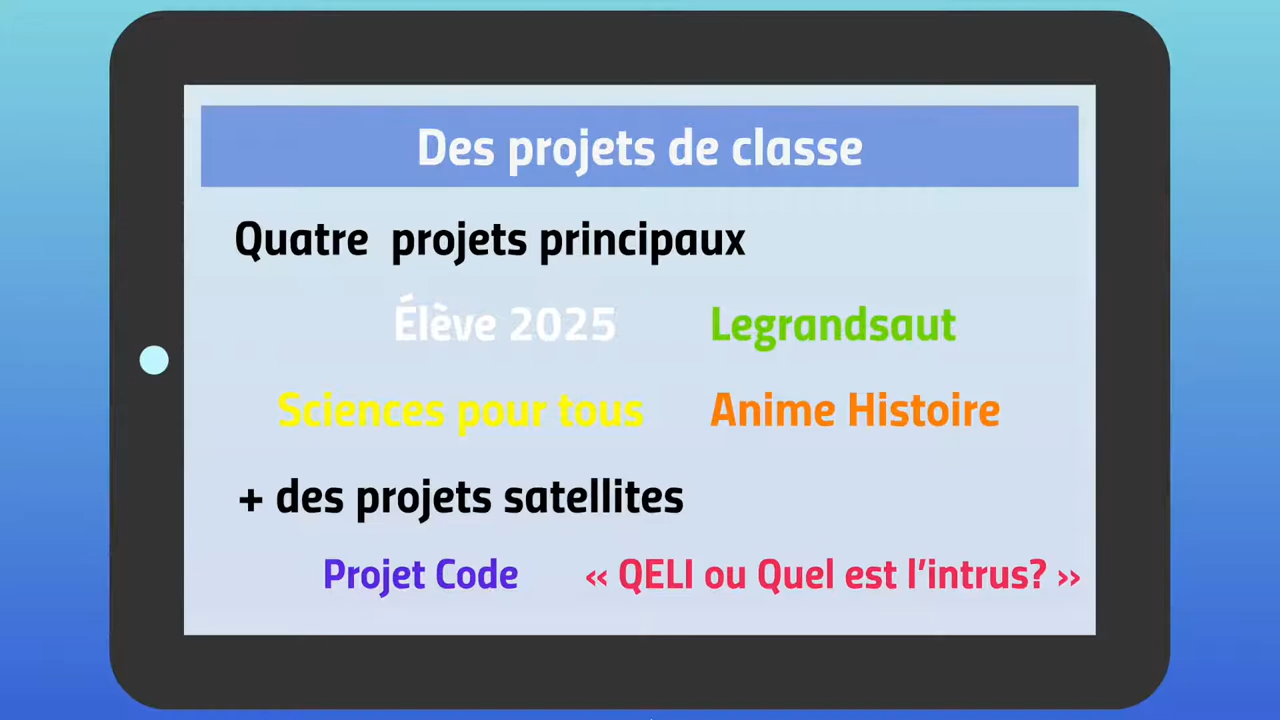 Des projets de classe
Quatre projets principaux
Élève 2025 Legrandsaut
Sciences pour tous Anime Histoire
+ des projets satellites
Projet Code « QELI ou Quel est l’intrus? »